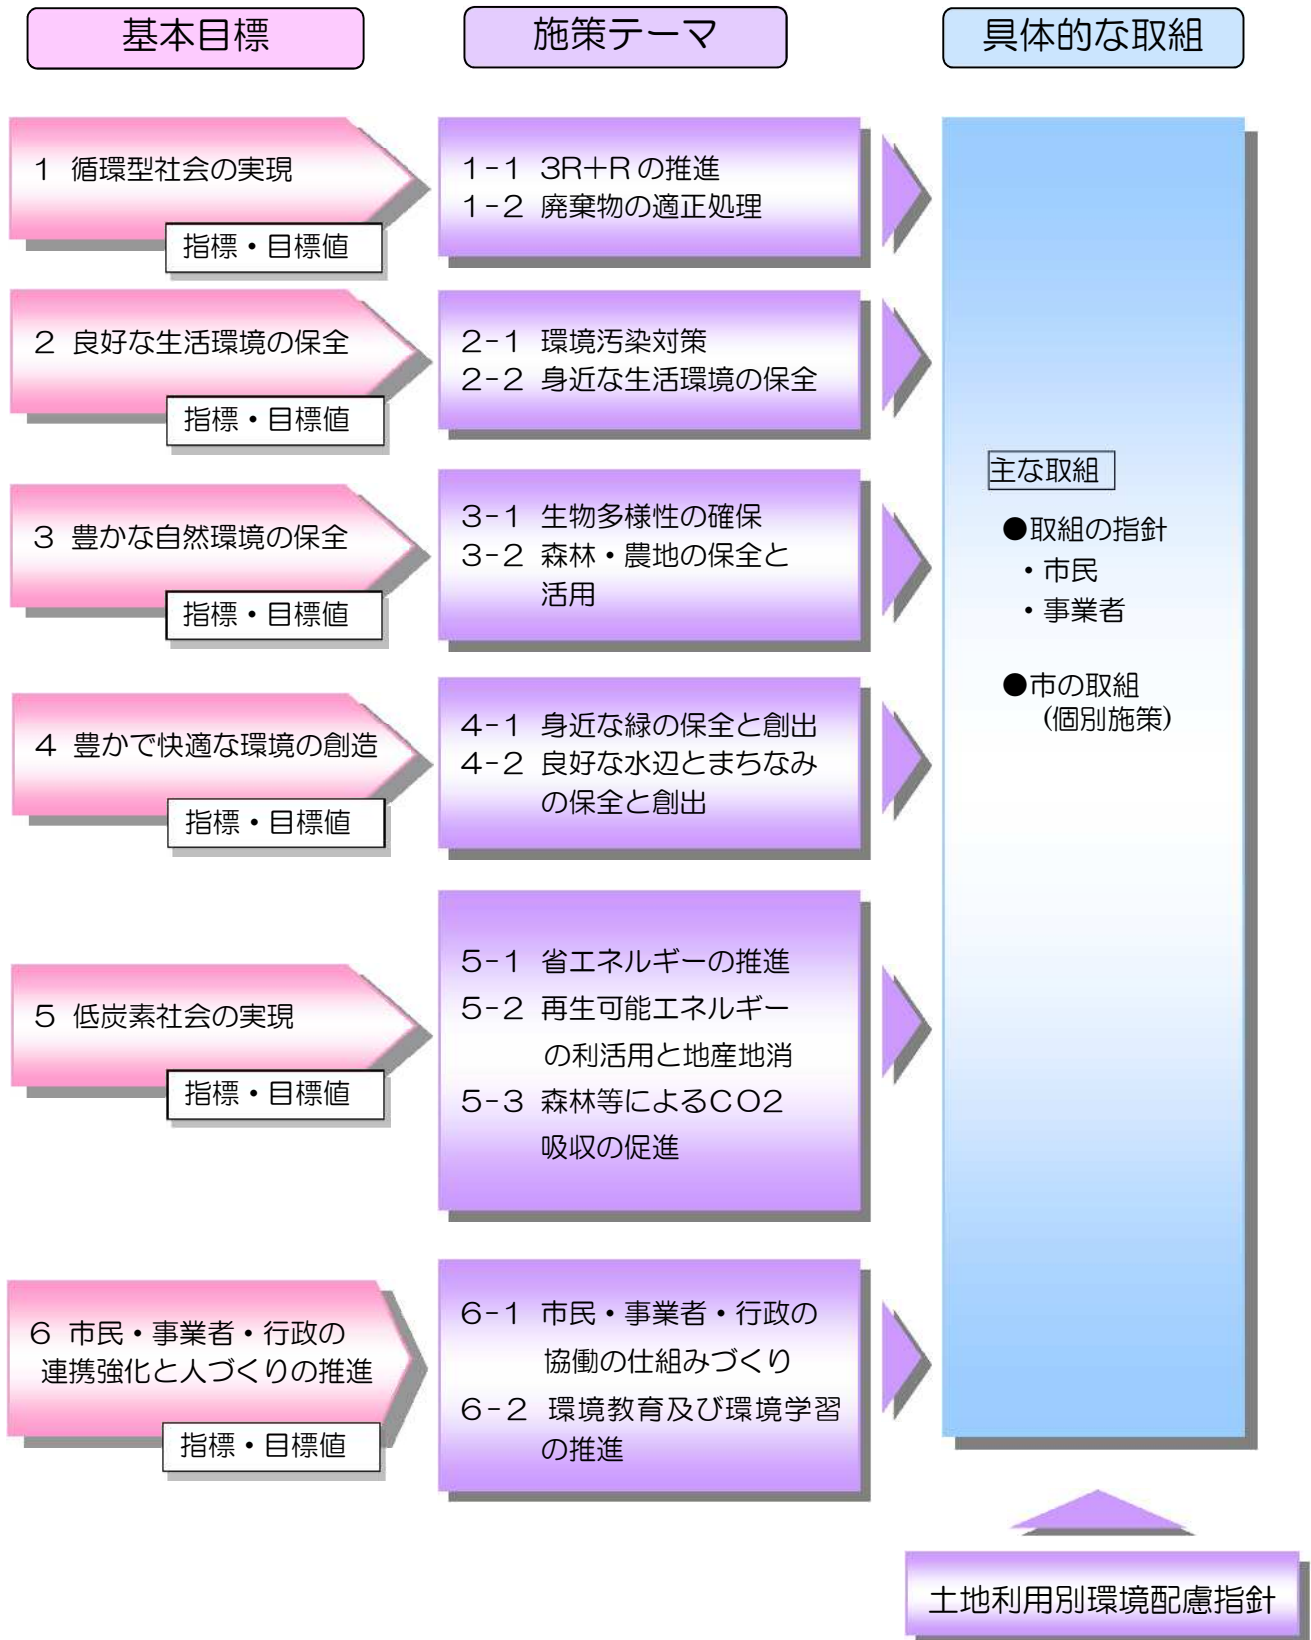 基本目標
施策テーマ
具体的な取組
1 循環型社会の実現
指標・目標値
1-1 3R+Rの推進
1-2 廃棄物の適正処理
2 良好な生活環境の保全
指標・目標値
2-1 環境汚染対策
2-2 身近な生活環境の保全
3 豊かな自然環境の保全
指標・目標値
3-1 生物多様性の確保
3-2 森林・農地の保全と
活用
4 豊かで快適な環境の創造
指標・目標値
4-1 身近な緑の保全と創出
4-2 良好な水辺とまちなみ
の保全と創出
5 低炭素社会の実現
指標・目標値
5-1 省エネルギーの推進
5-2 再生可能エネルギー
の利活用と地産地消
5-3 森林等によるCO2
吸収の促進
6 市民・事業者・行政の
連携強化と人づくりの推進
指標・目標値
6-1 市民・事業者・行政の
協働の仕組みづくり
6-2 環境教育及び環境学習
の推進
主な取組
●取組の指針
・市民
・事業者
●市の取組
(個別施策)
土地利用別環境配慮指針